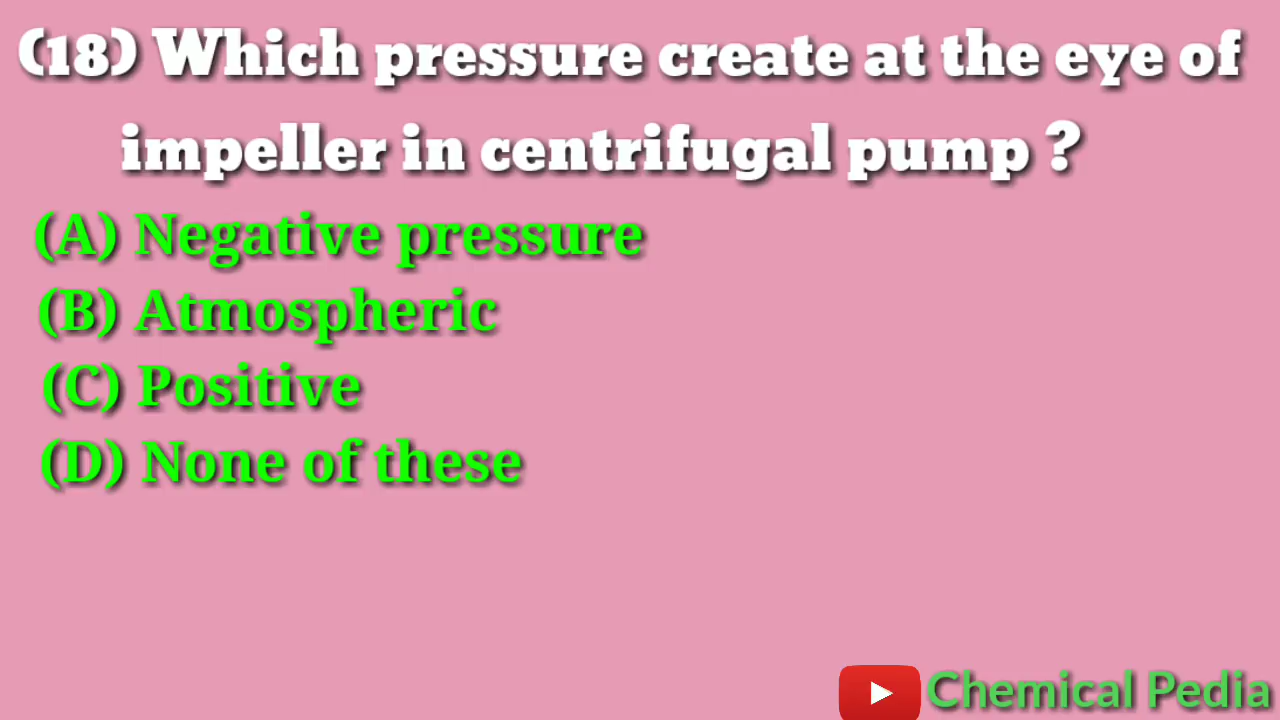 (18) Which pressure create at the eye of
impeller in centrifugal pump ?
(A) Negative pressure
(B) Atmospheric
(C) Positive
(D) None of these
Chemical Pedia